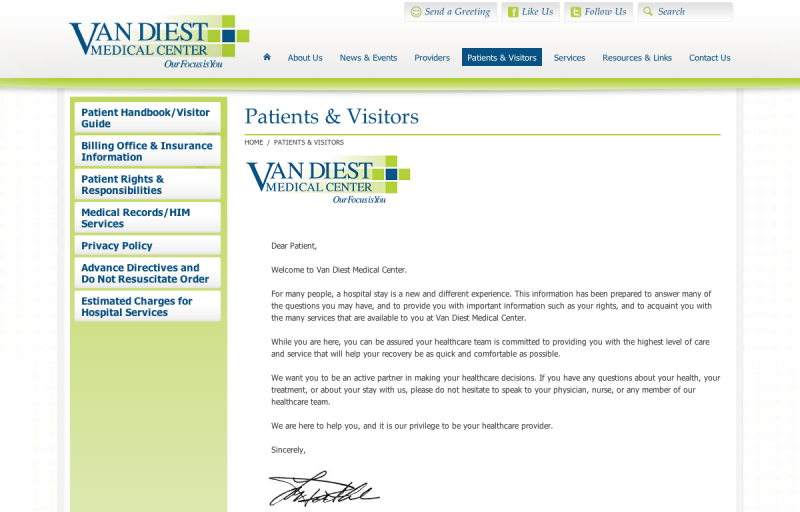 Send a Greeting
Like Us
Follow Us
Search
VAN DIEST
MEDICAL CENTER
Our Focus is You
About Us
News & Events
Providers
Patients & Visitors
Services
Resources & Links
Contact Us
Patient Handbook/Visitor
Guide
Billing Office & Insurance
Information
Patient Rights &
Responsibilities
Medical Records/HIM
Services
Privacy Policy
Advance Directives and
Do Not Resuscitate Order
Estimated Charges for
Hospital Services
Patients & Visitors
HOME / PATIENTS & VISITORS
VAN DIEST
MEDICAL CENTER
Our Focus is You
Dear Patient,
Welcome to Van Diest Medical Center.
For many people, a hospital stay is a new and different experience. This information has been prepared to answer many of
the questions you may have, and to provide you with important information such as your rights, and to acquaint you with
the many services that are available to you at Van Diest Medical Center.
While you are here, you can be assured your healthcare team is committed to providing you with the highest level of care
and service that will help your recovery be as quick and comfortable as possible.
We want you to be an active partner in making your healthcare decisions. If you have any questions about your health, your
treatment, or about your stay with us, please do not hesitate to speak to your physician, nurse, or any member of our
healthcare team.
We are here to help you, and it is our privilege to be your healthcare provider.
Sincerely,